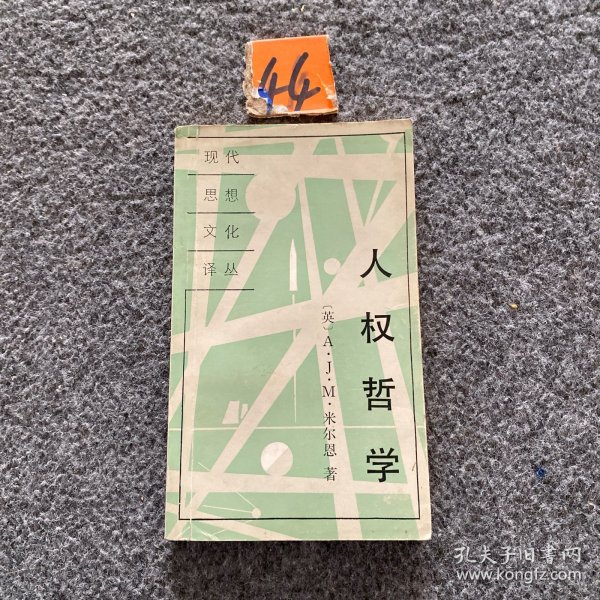 44
现代
思想
文化
译丛
人权哲学
〔英〕A·J·M·米尔恩 著
孔夫子旧书网
www.kongfz.com